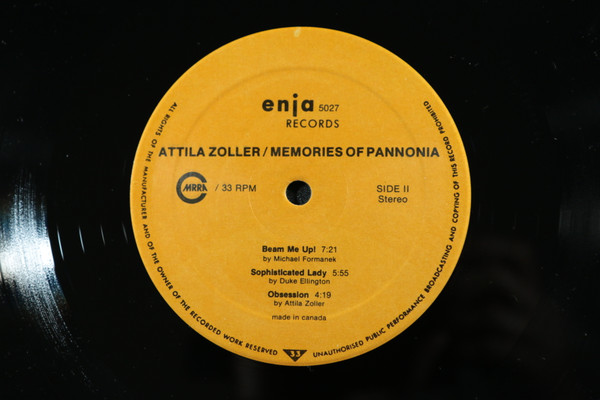 enja 5027
RECORDS
ATTILA ZOLLER / MEMORIES OF PANNONIA
CMRRA / 33 RPM
SIDE II
Stereo
Beam Me Up! 7:21
by Michael Formanek
Sophisticated Lady 5:55
by Duke Ellington
Obsession 4:19
by Attila Zoller
made in canada
ALL RIGHTS OF THE MANUFACTURER AND OF THE OWNER OF THE RECORDED WORK RESERVED
33
UNAUTHORISED PUBLIC PERFORMANCE BROADCASTING AND COPYING OF THIS RECORD PROHIBITED